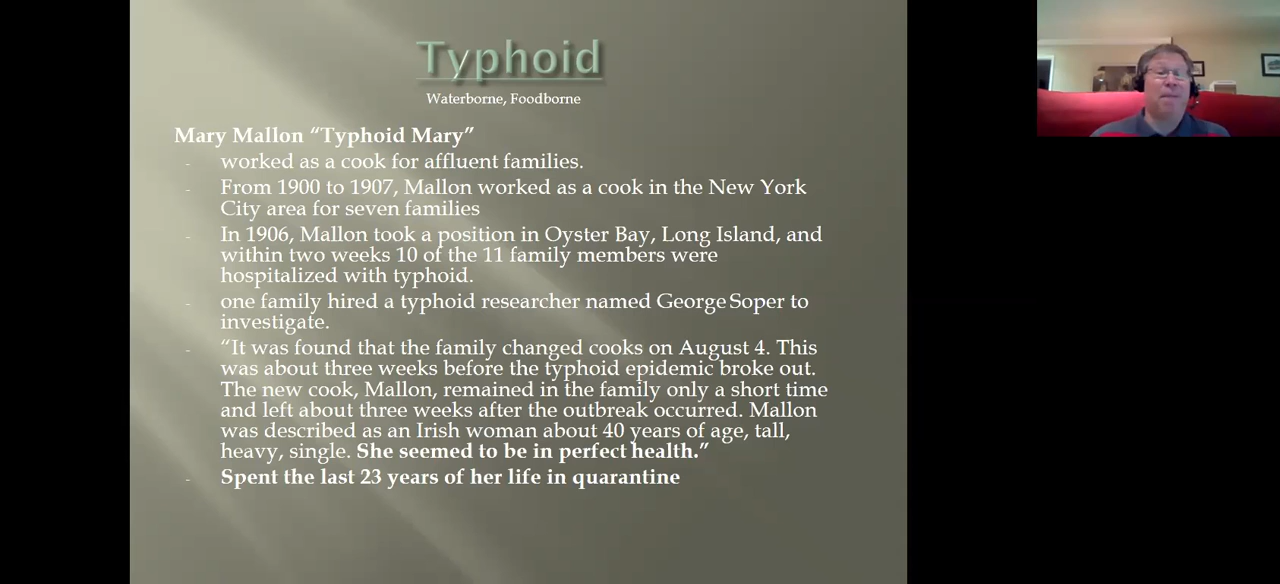 Typhoid
Waterborne, Foodborne
Mary Mallon “Typhoid Mary”
- worked as a cook for affluent families.
- From 1900 to 1907, Mallon worked as a cook in the New York
City area for seven families
- In 1906, Mallon took a position in Oyster Bay, Long Island, and
within two weeks 10 of the 11 family members were
hospitalized with typhoid.
- one family hired a typhoid researcher named George Soper to
investigate.
- “It was found that the family changed cooks on August 4. This
was about three weeks before the typhoid epidemic broke out.
The new cook, Mallon, remained in the family only a short time
and left about three weeks after the outbreak occurred. Mallon
was described as an Irish woman about 40 years of age, tall,
heavy, single. She seemed to be in perfect health.”
- Spent the last 23 years of her life in quarantine